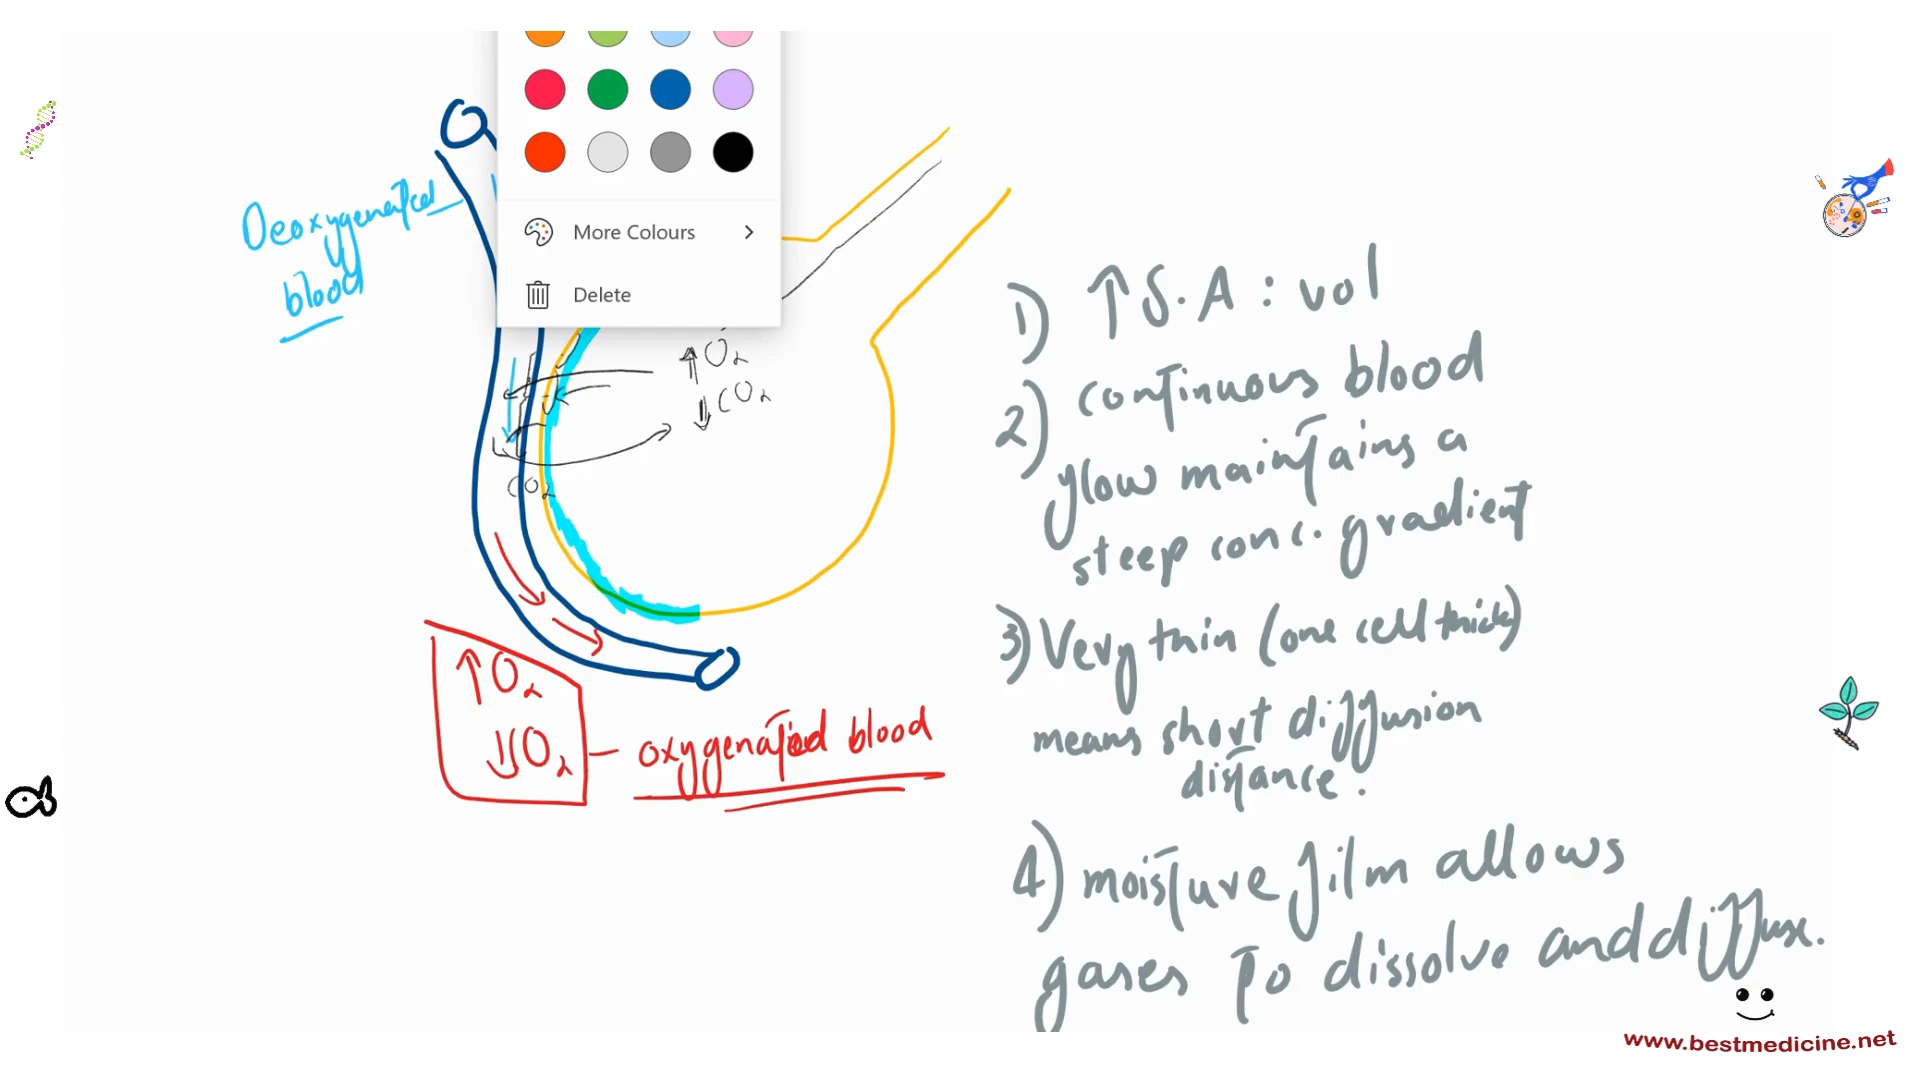 More Colours
Delete
Deoxygenated
blood
↑O₂
↓CO₂
CO₂
↑O₂
↓CO₂
oxygenated blood
1) ↑ S.A : vol
2) continuous blood
flow maintains a
steep conc. gradient
3) Very thin (one cell thick)
means short diffusion
distance.
4) moisture film allows
gases to dissolve and diffuse.
www.bestmedicine.net